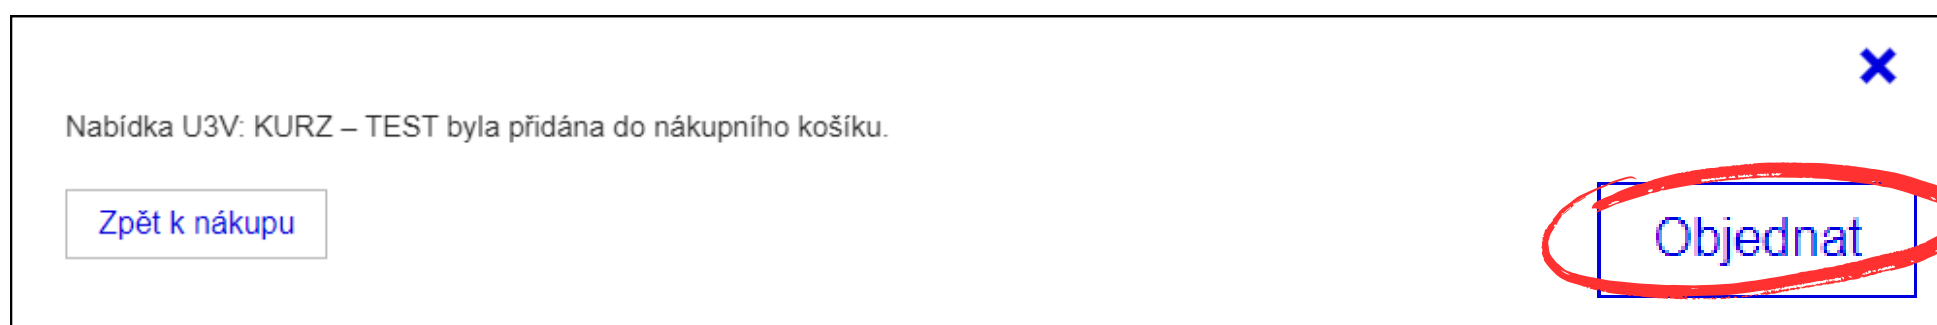 Nabídka U3V: KURZ – TEST byla přidána do nákupního košíku.
Zpět k nákupu
Objednat